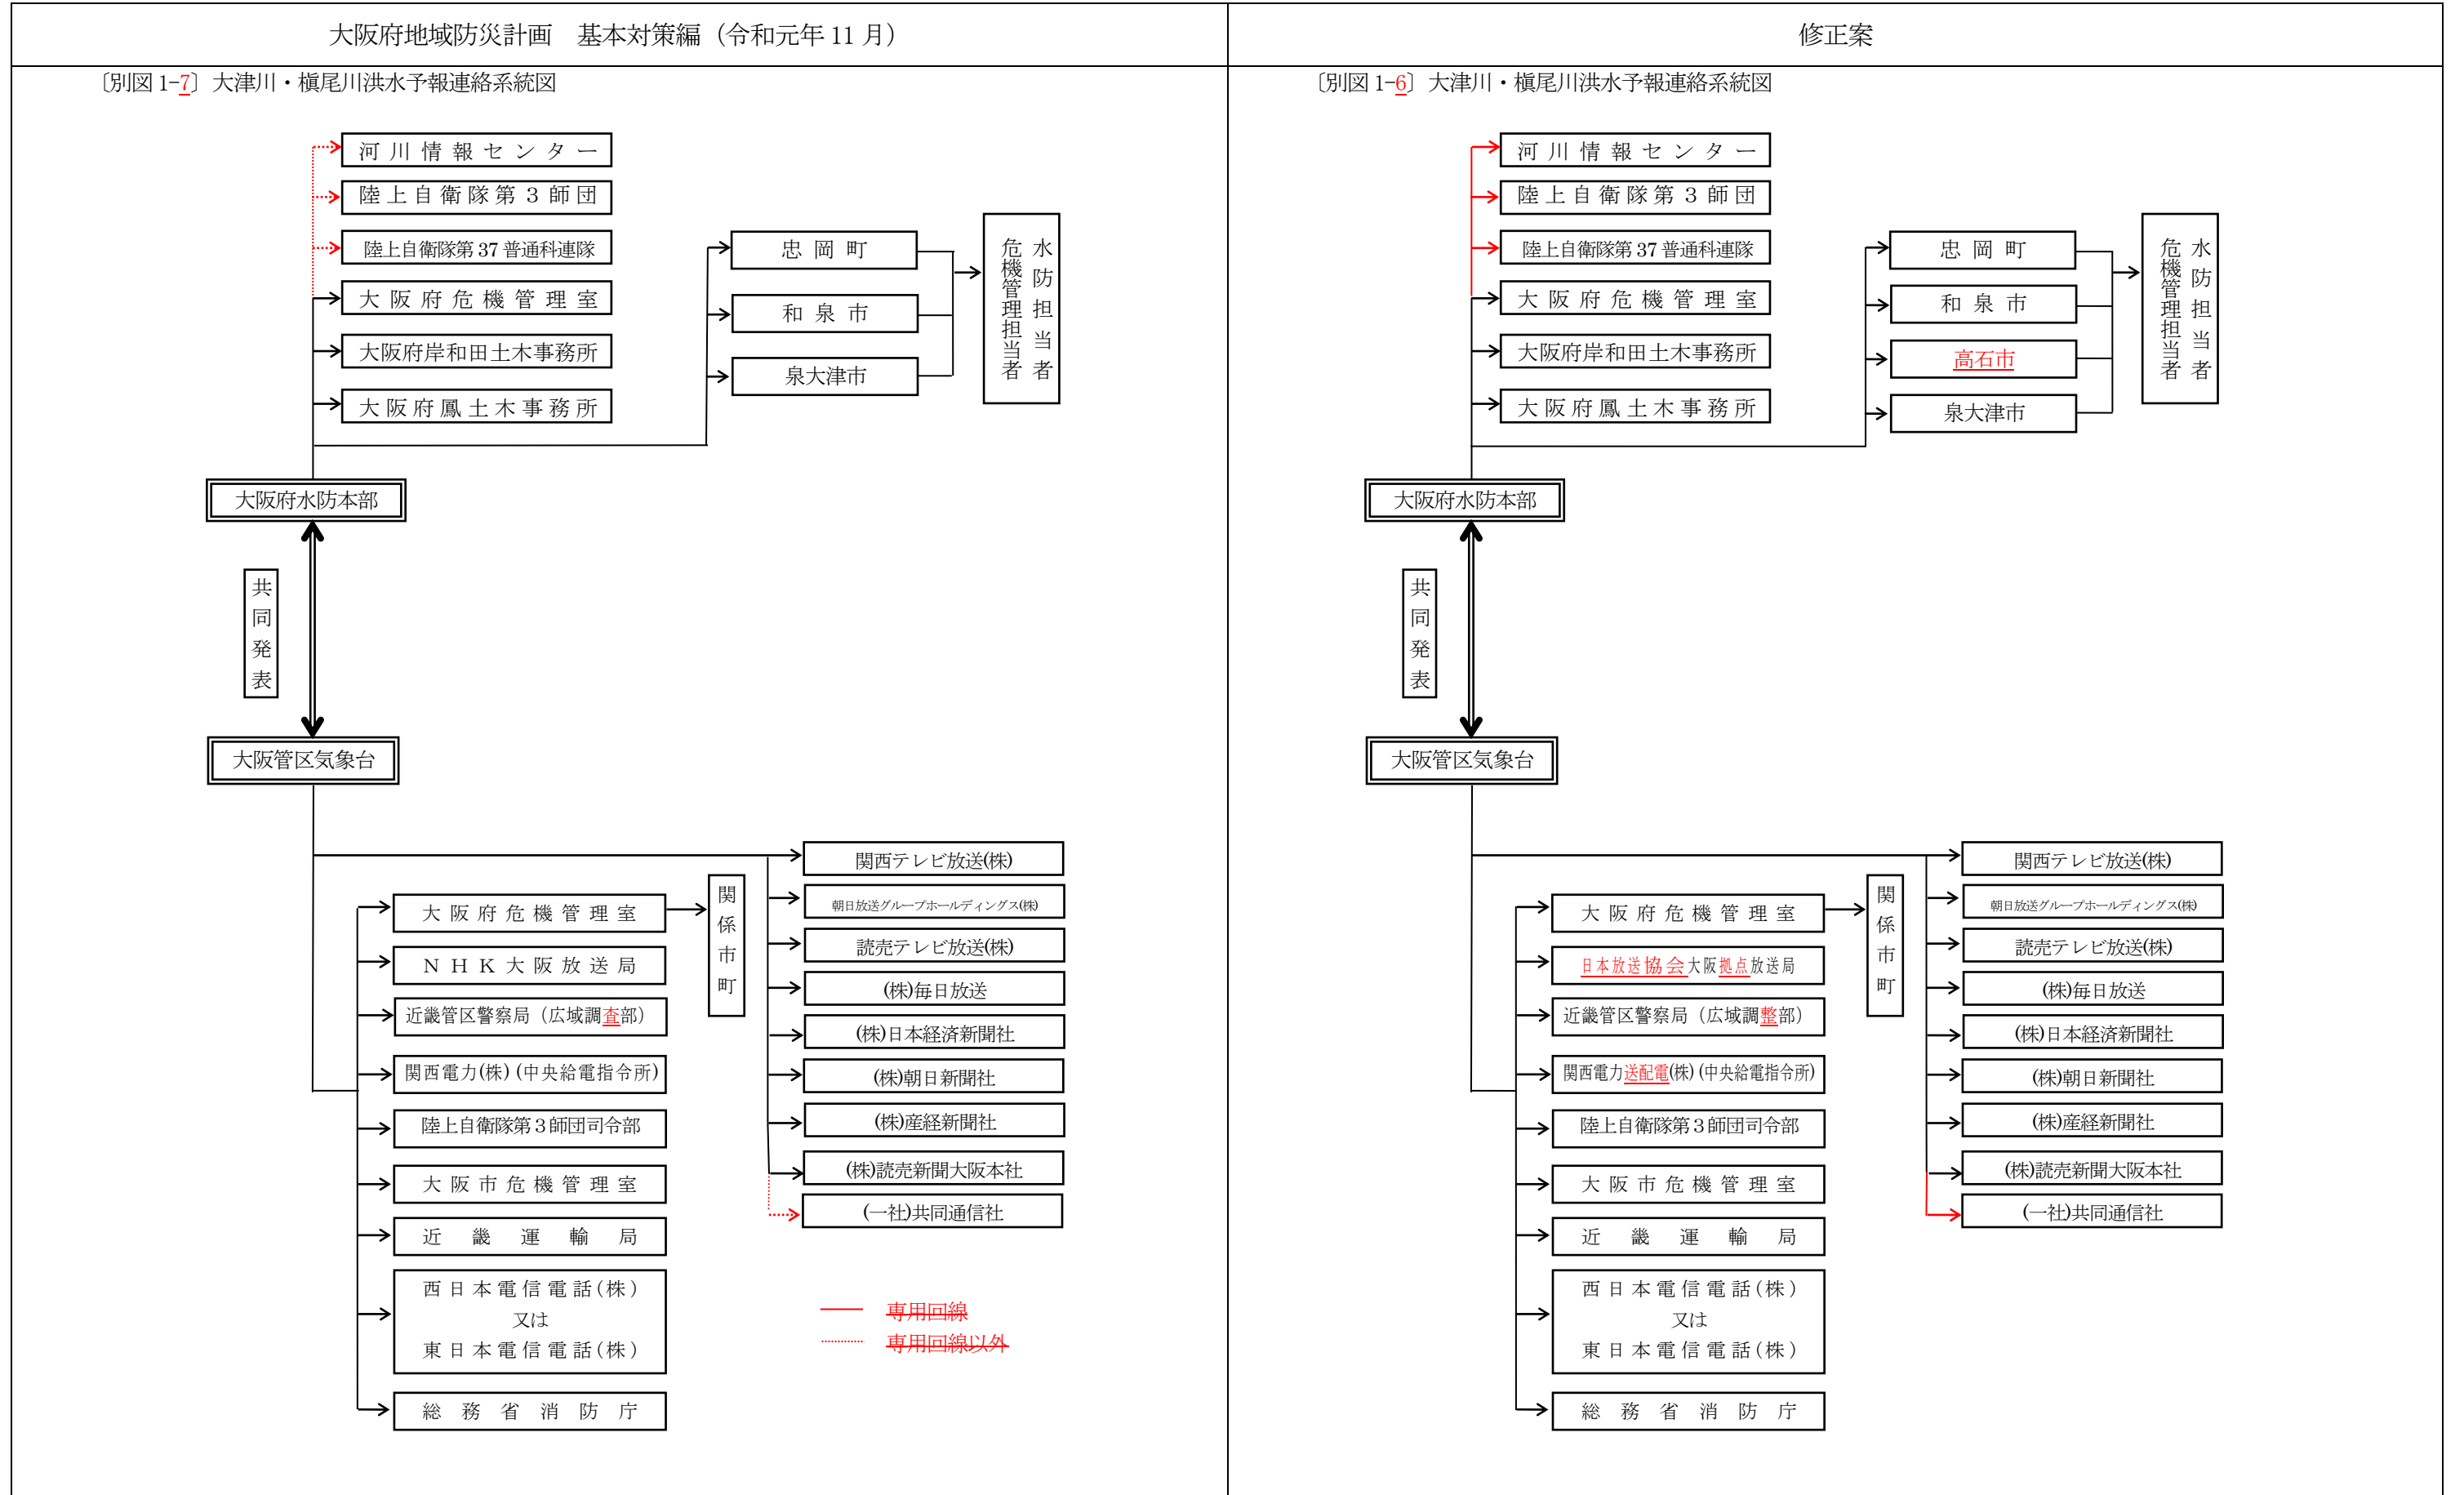 大阪府地域防災計画　基本対策編（令和元年 11 月）
修正案
〔別図 1−7〕大津川・槇尾川洪水予報連絡系統図
河川情報センター
陸上自衛隊第３師団
陸上自衛隊第 37 普通科連隊
大阪府危機管理室
大阪府岸和田土木事務所
大阪府鳳土木事務所
忠岡町
和泉市
泉大津市
水防担当者
危機管理担当者
大阪府水防本部
共同発表
大阪管区気象台
関西テレビ放送(株)
朝日放送グループホールディングス(株)
読売テレビ放送(株)
(株)毎日放送
(株)日本経済新聞社
(株)朝日新聞社
(株)産経新聞社
(株)読売新聞大阪本社
(一社)共同通信社
大阪府危機管理室
関係市町
ＮＨＫ大阪放送局
近畿管区警察局（広域調査部）
関西電力(株) (中央給電指令所)
陸上自衛隊第３師団司令部
大阪市危機管理室
近畿運輸局
西日本電信電話(株)
又は
東日本電信電話(株)
総務省消防庁
専用回線
専用回線以外
〔別図 1−6〕大津川・槇尾川洪水予報連絡系統図
河川情報センター
陸上自衛隊第３師団
陸上自衛隊第 37 普通科連隊
大阪府危機管理室
大阪府岸和田土木事務所
大阪府鳳土木事務所
忠岡町
和泉市
高石市
泉大津市
水防担当者
危機管理担当者
大阪府水防本部
共同発表
大阪管区気象台
関西テレビ放送(株)
朝日放送グループホールディングス(株)
読売テレビ放送(株)
(株)毎日放送
(株)日本経済新聞社
(株)朝日新聞社
(株)産経新聞社
(株)読売新聞大阪本社
(一社)共同通信社
大阪府危機管理室
関係市町
日本放送協会大阪拠点放送局
近畿管区警察局（広域調整部）
関西電力送配電(株) (中央給電指令所)
陸上自衛隊第３師団司令部
大阪市危機管理室
近畿運輸局
西日本電信電話(株)
又は
東日本電信電話(株)
総務省消防庁